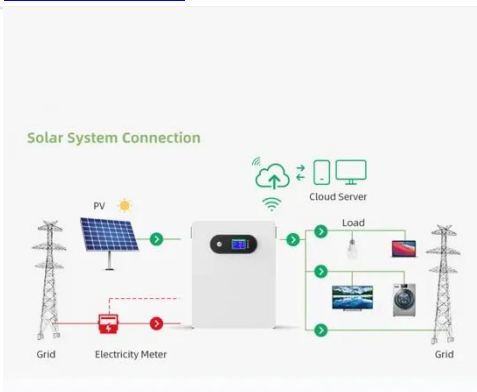 Solar System Connection
Cloud Server
PV
Load
Grid
Electricity Meter
Grid